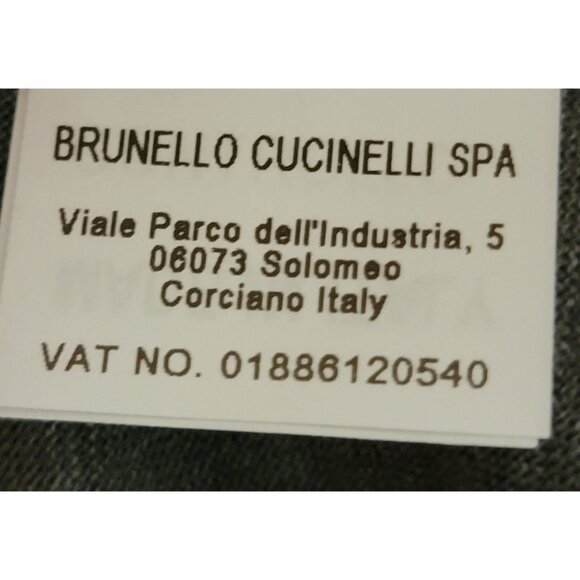 BRUNELLO CUCINELLI SPA
Viale Parco dell'Industria, 5
06073 Solomeo
Corciano Italy
VAT NO. 01886120540